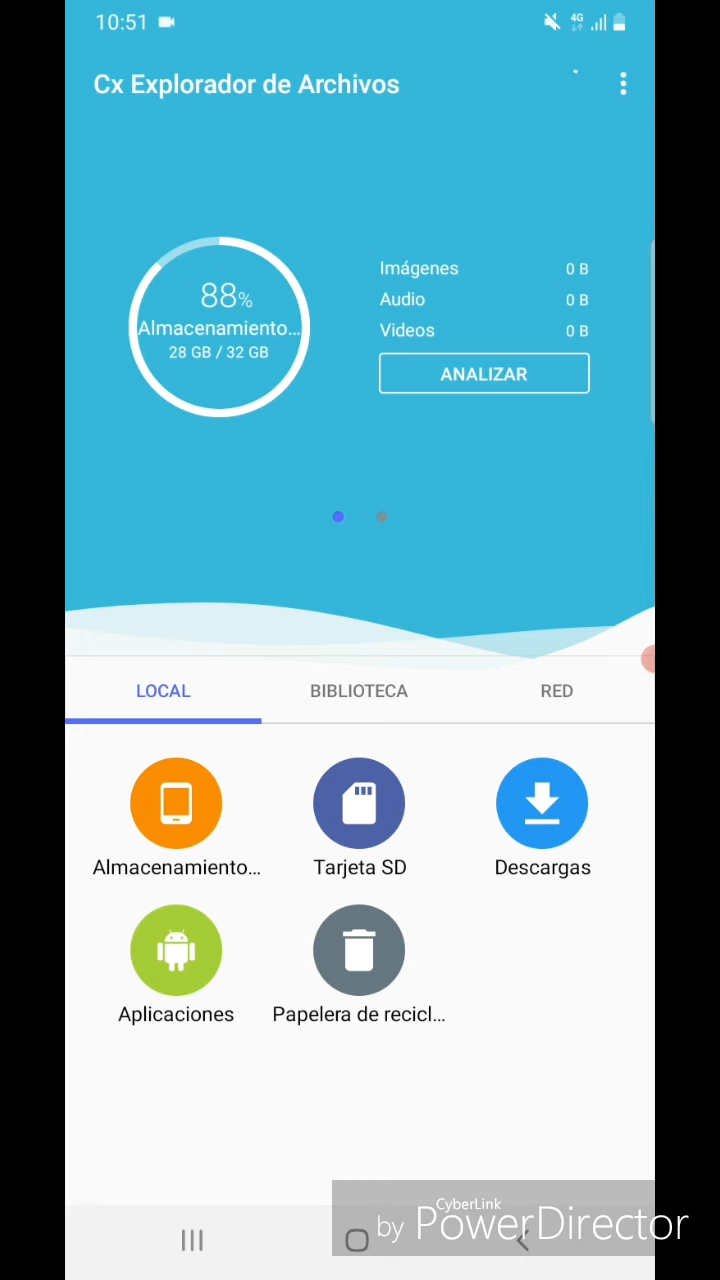 10:51
4G
Cx Explorador de Archivos
88%
Almacenamiento...
28 GB / 32 GB
Imágenes 0 B
Audio 0 B
Videos 0 B
ANALIZAR
LOCAL BIBLIOTECA RED
Almacenamiento... Tarjeta SD Descargas
Aplicaciones Papelera de recicl...
CyberLink
by PowerDirector